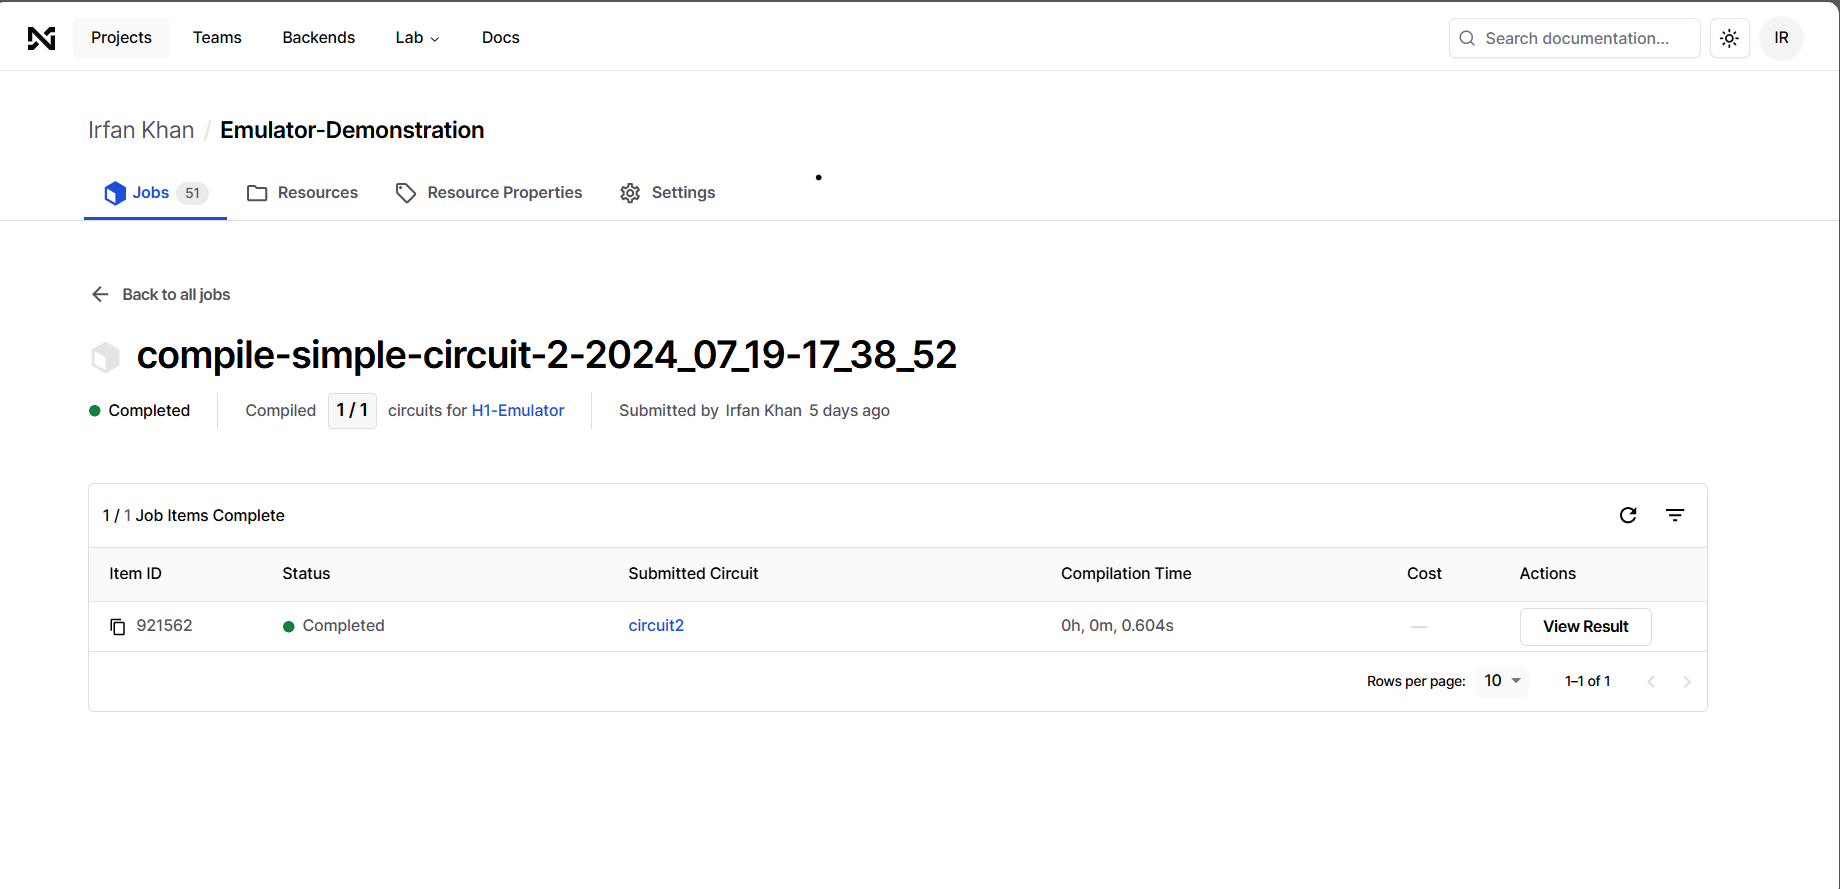 Projects Teams Backends Lab Docs Search documentation... IR
Irfan Khan / Emulator-Demonstration
Jobs 51 Resources Resource Properties Settings
Back to all jobs
compile-simple-circuit-2-2024_07_19-17_38_52
Completed Compiled 1 / 1 circuits for H1-Emulator Submitted by Irfan Khan 5 days ago
1 / 1 Job Items Complete
Item ID Status Submitted Circuit Compilation Time Cost Actions
921562 Completed circuit2 0h, 0m, 0.604s — View Result
Rows per page: 10 1–1 of 1